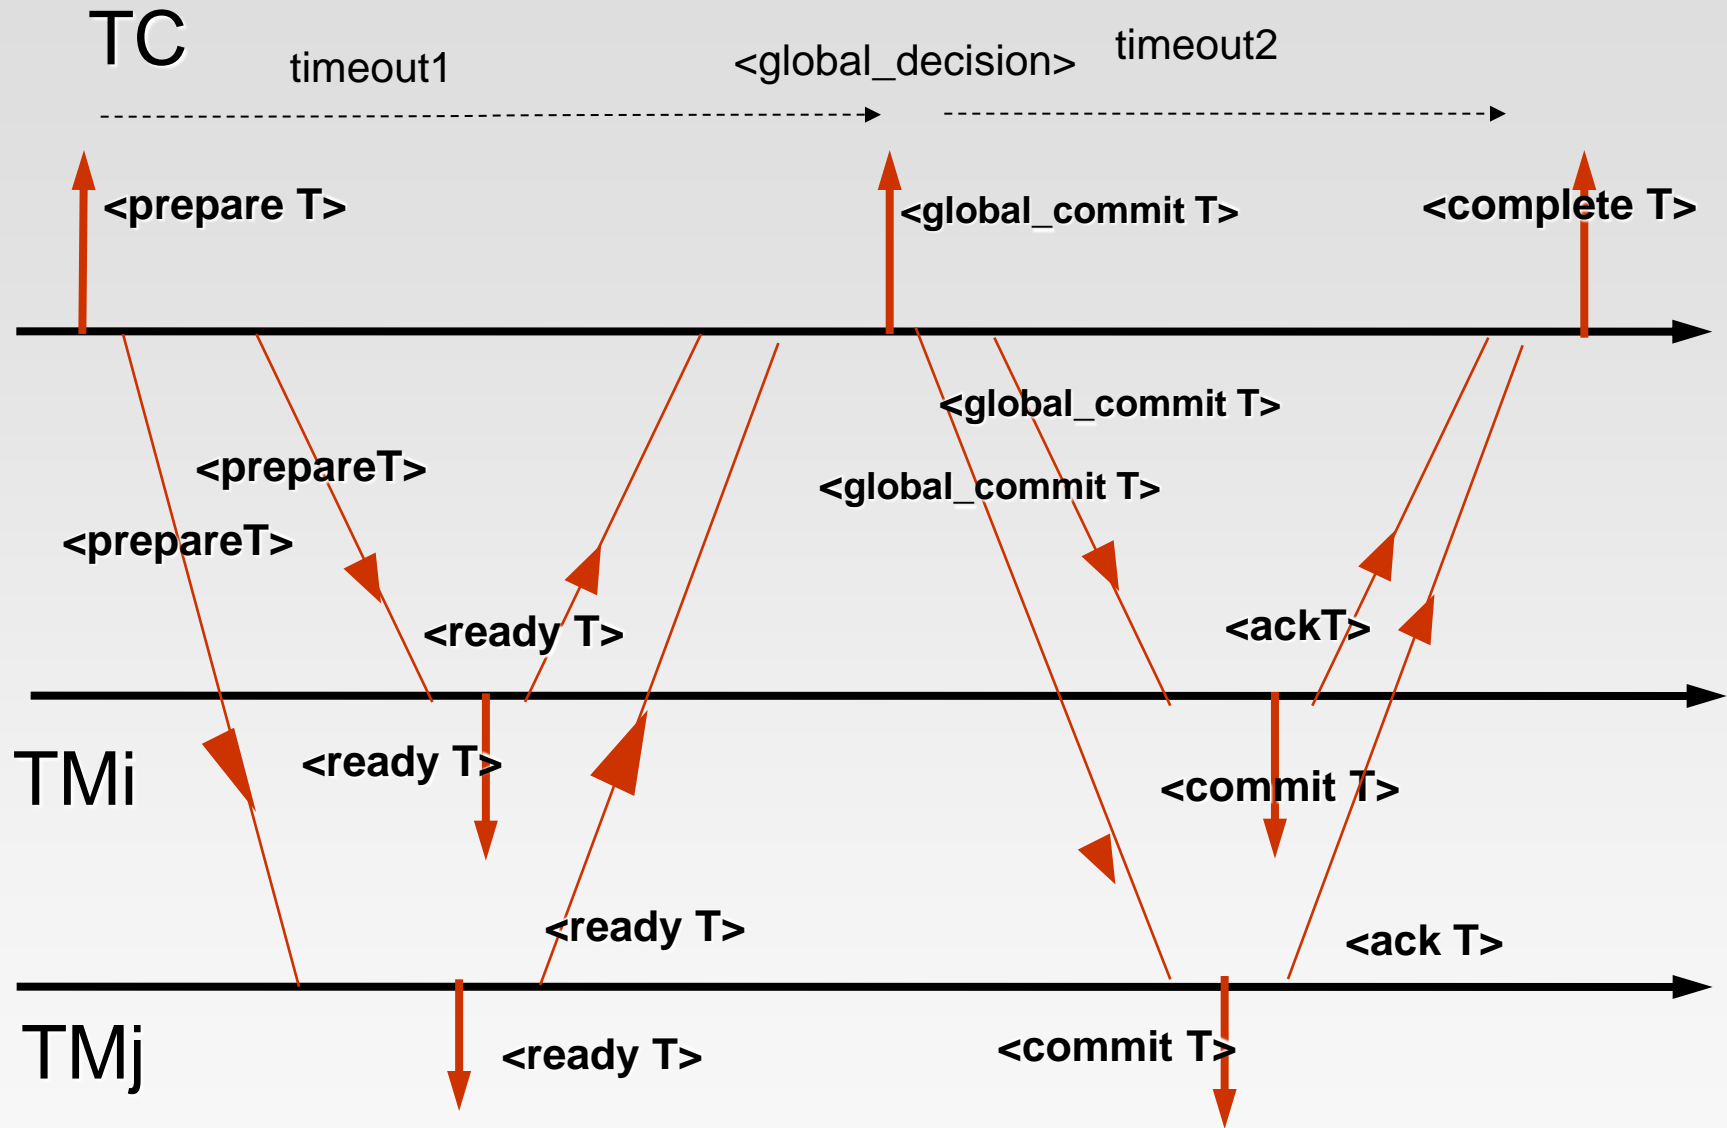 TC
timeout1
<global_decision>
timeout2
<prepare T>
<global_commit T>
<complete T>
<global_commit T>
<prepareT>
<global_commit T>
<prepareT>
<ready T>
<ackT>
<ready T>
TMi
<commit T>
<ready T>
<ack T>
TMj
<ready T>
<commit T>